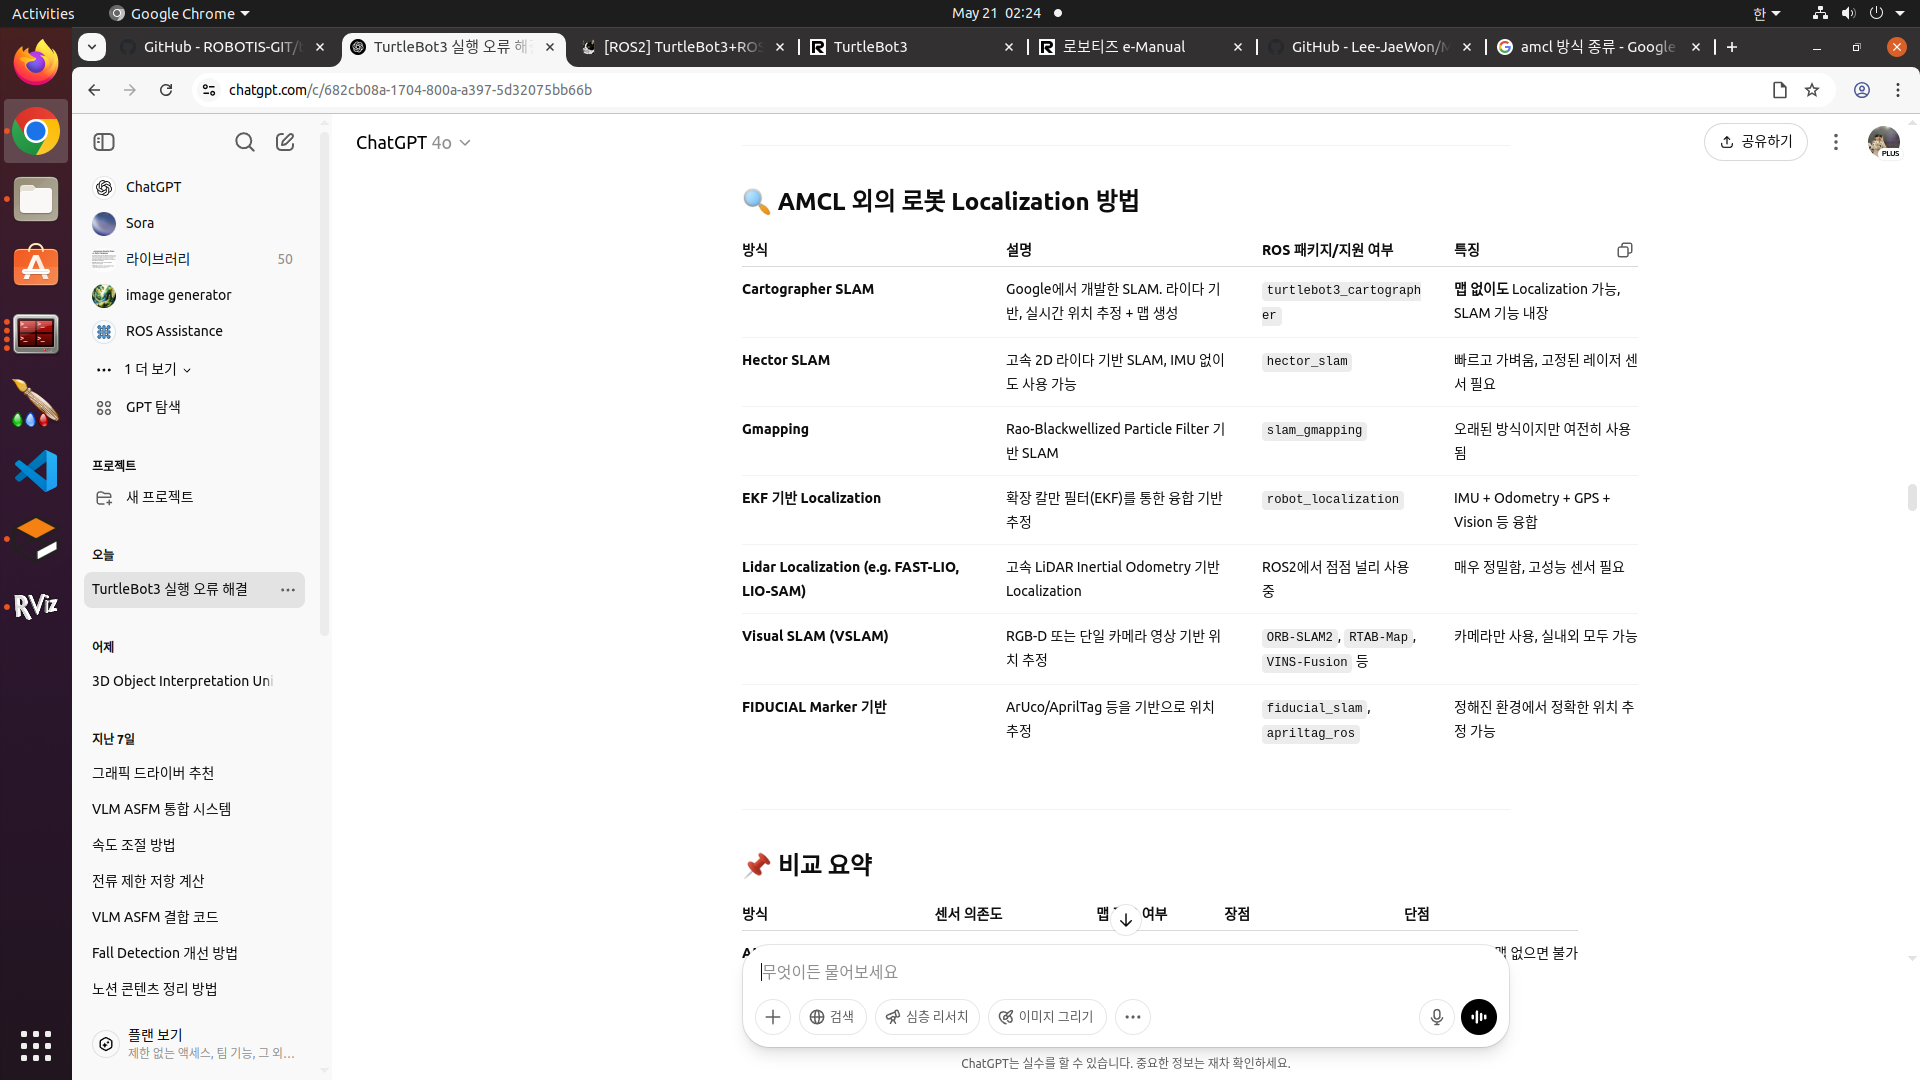 Activities
Google Chrome
May 21 02:24
한
GitHub - ROBOTIS-GIT/
TurtleBot3 실행 오류 해
[ROS2] TurtleBot3+ROS
TurtleBot3
로보티즈 e-Manual
GitHub - Lee-JaeWon/
amcl 방식 종류 - Google
chatgpt.com/c/682cb08a-1704-800a-a397-5d32075bb66b
ChatGPT
Sora
라이브러리 50
image generator
ROS Assistance
1 더 보기
GPT 탐색
프로젝트
새 프로젝트
오늘
TurtleBot3 실행 오류 해결
어제
3D Object Interpretation Uni
지난 7일
그래픽 드라이버 추천
VLM ASFM 통합 시스템
속도 조절 방법
전류 제한 저항 계산
VLM ASFM 결합 코드
Fall Detection 개선 방법
노션 콘텐츠 정리 방법
플랜 보기
제한 없는 액세스, 팀 기능, 그 외...
RViz
ChatGPT 4o
공유하기
PLUS
🔍 AMCL 외의 로봇 Localization 방법
방식 설명 ROS 패키지/지원 여부 특징
Cartographer SLAM
Google에서 개발한 SLAM. 라이다 기
반, 실시간 위치 추정 + 맵 생성
turtlebot3_cartograph
er
맵 없이도 Localization 가능,
SLAM 기능 내장
Hector SLAM
고속 2D 라이다 기반 SLAM, IMU 없이
도 사용 가능
hector_slam
빠르고 가벼움, 고정된 레이저 센
서 필요
Gmapping
Rao-Blackwellized Particle Filter 기
반 SLAM
slam_gmapping
오래된 방식이지만 여전히 사용
됨
EKF 기반 Localization
확장 칼만 필터(EKF)를 통한 융합 기반
추정
robot_localization
IMU + Odometry + GPS +
Vision 등 융합
Lidar Localization (e.g. FAST-LIO,
LIO-SAM)
고속 LiDAR Inertial Odometry 기반
Localization
ROS2에서 점점 널리 사용
중
매우 정밀함, 고성능 센서 필요
Visual SLAM (VSLAM)
RGB-D 또는 단일 카메라 영상 기반 위
치 추정
ORB-SLAM2, RTAB-Map,
VINS-Fusion 등
카메라만 사용, 실내외 모두 가능
FIDUCIAL Marker 기반
ArUco/AprilTag 등을 기반으로 위치
추정
fiducial_slam,
apriltag_ros
정해진 환경에서 정확한 위치 추
정 가능
📌 비교 요약
방식 센서 의존도 맵 여부 장점 단점
없으면 불가
무엇이든 물어보세요
검색 심층 리서치 이미지 그리기
ChatGPT는 실수를 할 수 있습니다. 중요한 정보는 재차 확인하세요.